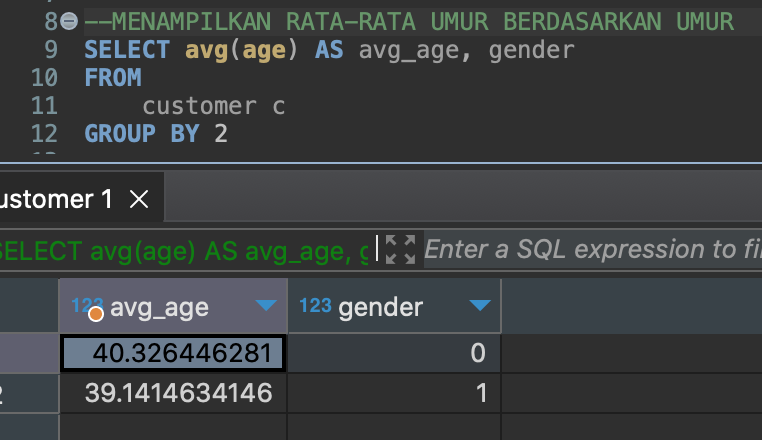 8 --MENAMPILKAN RATA-RATA UMUR BERDASARKAN UMUR
9 SELECT avg(age) AS avg_age, gender
10 FROM
11 customer c
12 GROUP BY 2
ustomer 1
SELECT avg(age) AS avg_age, g Enter a SQL expression to fi
123 avg_age 123 gender
40.326446281 0
2 39.1414634146 1